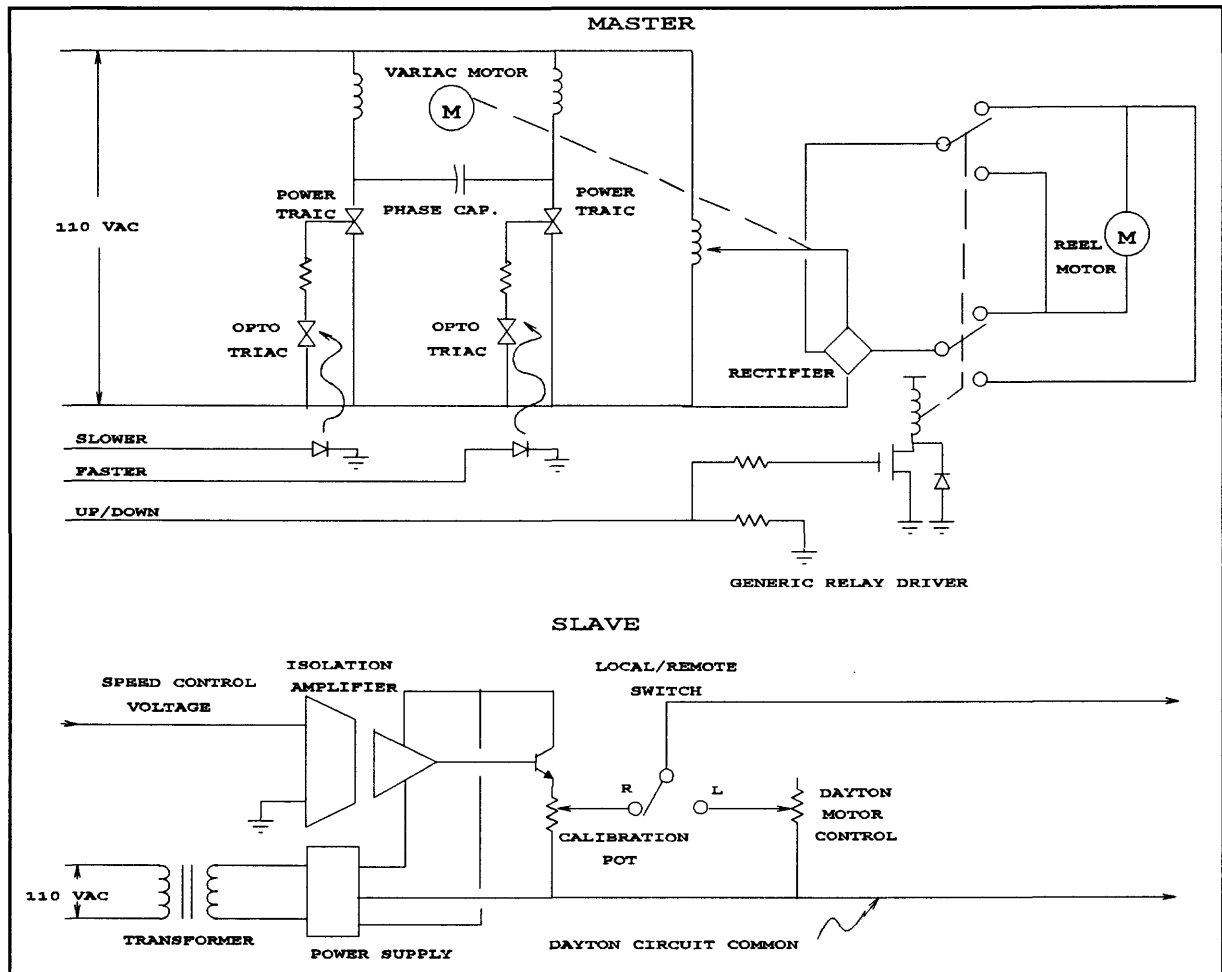 MASTER
VARIAC MOTOR
M
POWER
TRAIC
PHASE CAP.
POWER
TRAIC
110 VAC
REEL
MOTOR
M
OPTO
TRIAC
OPTO
TRIAC
RECTIFIER
SLOWER
FASTER
UP/DOWN
GENERIC RELAY DRIVER
SLAVE
ISOLATION
AMPLIFIER
LOCAL/REMOTE
SWITCH
SPEED CONTROL
VOLTAGE
R
L
DAYTON
MOTOR
CONTROL
CALIBRATION
POT
110 VAC
TRANSFORMER
POWER SUPPLY
DAYTON CIRCUIT COMMON